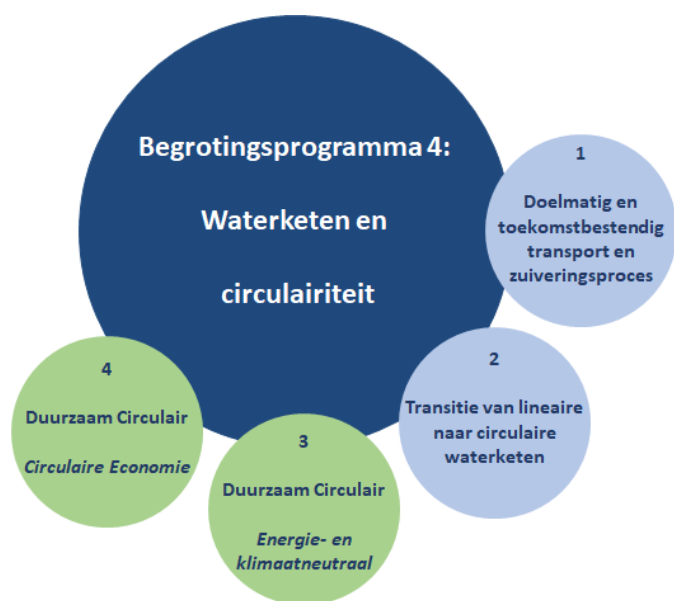 Begrotingsprogramma 4:
Waterketen en
circulairiteit
1
Doelmatig en
toekomstbestendig
transport en
zuiveringsproces
2
Transitie van lineaire
naar circulaire
waterketen
3
Duurzaam Circulair
Energie- en
klimaatneutraal
4
Duurzaam Circulair
Circulaire Economie